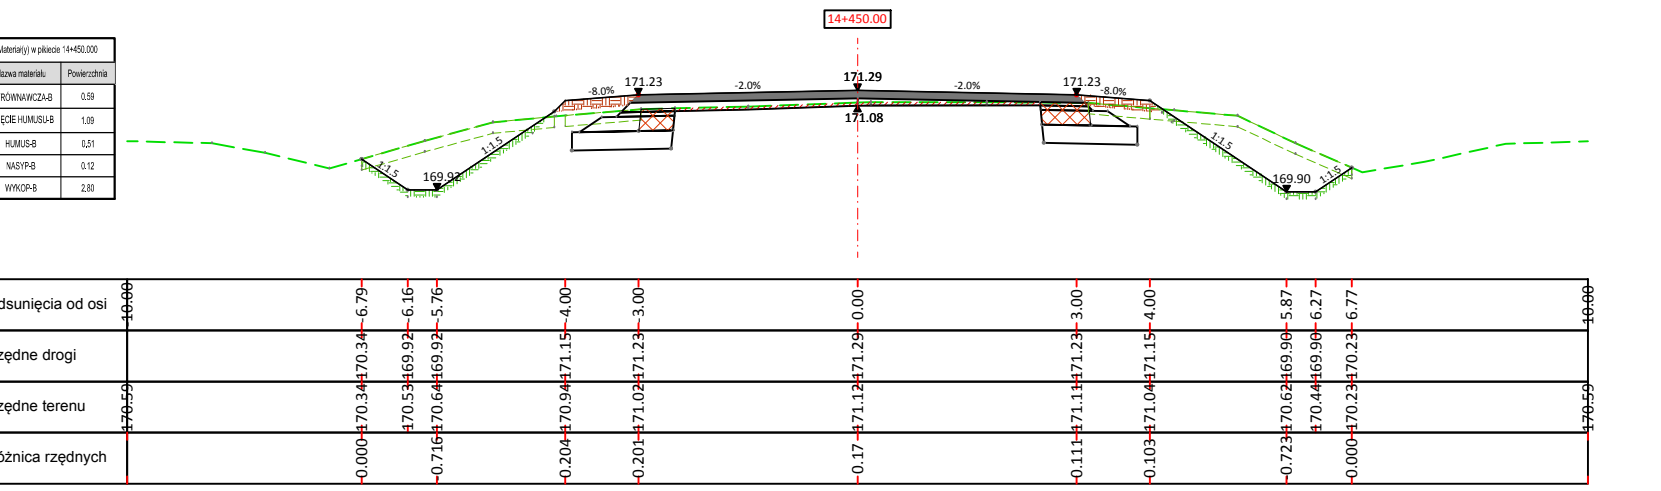 14+450.00
Materiał(y) w pikiecie 14+450.000
Nazwa materiału Powierzchnia
0.59
HUMUSU-B 1.09
HUMUS-B 0,51
NASYP-B 0.12
WYKOP-B 2,80
-8.0% 171.23 -2.0% 171.29 -2.0% 171.23 -8.0%
171.08
1:1.5 169.92 1:1.5 1:1.5 169.90 1:1.5
od osi -10.00 -6.79 -6.16 -5.76 -4.00 -3.00 0.00 3.00 4.00 5.87 6.27 6.77 10.00
drogi 170.34 169.92 169.92 171.15 171.23 171.29 171.23 171.15 169.90 169.90 170.23
terenu 170.59 170.34 170.53 170.64 170.94 171.02 171.12 171.11 171.04 170.62 170.44 170.23 170.59
rzędnych 0.000 -0.716 0.204 0.201 0.17 0.111 0.103 -0.723 0.000